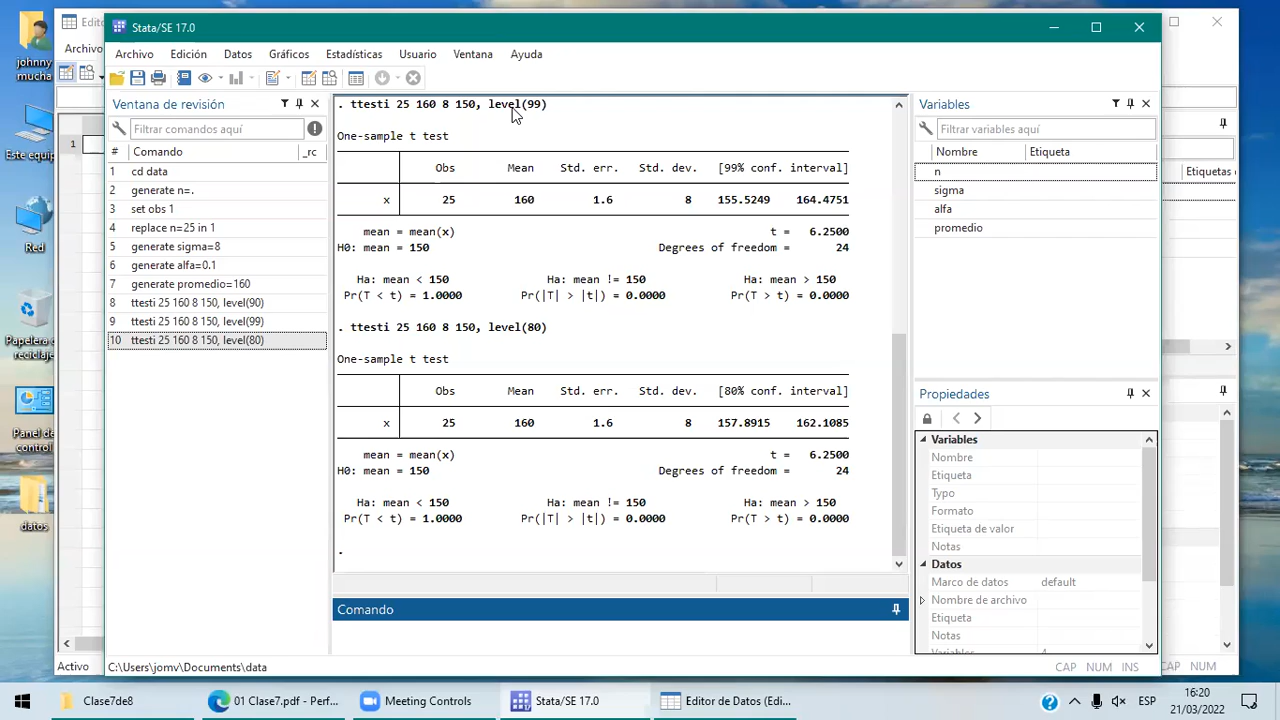 johnny
mucha
Este equip
Red
Papelera de
reciclaj
Panel de
control
datos
Edito
Archivo
1
Activo
Stata/SE 17.0
Archivo Edición Datos Gráficos Estadísticas Usuario Ventana Ayuda
Ventana de revisión
Filtrar comandos aquí
# Comando _rc
1 cd data
2 generate n=.
3 set obs 1
4 replace n=25 in 1
5 generate sigma=8
6 generate alfa=0.1
7 generate promedio=160
8 ttesti 25 160 8 150, level(90)
9 ttesti 25 160 8 150, level(99)
10 ttesti 25 160 8 150, level(80)
. ttesti 25 160 8 150, level(99)
One-sample t test
Obs Mean Std. err. Std. dev. [99% conf. interval]
x 25 160 1.6 8 155.5249 164.4751
mean = mean(x) t = 6.2500
H0: mean = 150 Degrees of freedom = 24
Ha: mean < 150 Ha: mean != 150 Ha: mean > 150
Pr(T < t) = 1.0000 Pr(|T| > |t|) = 0.0000 Pr(T > t) = 0.0000
. ttesti 25 160 8 150, level(80)
One-sample t test
Obs Mean Std. err. Std. dev. [80% conf. interval]
x 25 160 1.6 8 157.8915 162.1085
mean = mean(x) t = 6.2500
H0: mean = 150 Degrees of freedom = 24
Ha: mean < 150 Ha: mean != 150 Ha: mean > 150
Pr(T < t) = 1.0000 Pr(|T| > |t|) = 0.0000 Pr(T > t) = 0.0000
.
Comando
Variables
Filtrar variables aquí
Nombre Etiqueta
n
sigma
alfa
promedio
Propiedades
Variables
Nombre
Etiqueta
Typo
Formato
Etiqueta de valor
Notas
Datos
Marco de datos default
Nombre de archivo
Etiqueta
Notas
Etiquetas
C:\Users\jomv\Documents\data
CAP NUM INS
CAP NUM
Clase7de8
01 Clase7.pdf - Perf...
Meeting Controls
Stata/SE 17.0
Editor de Datos (Edi...
ESP
16:20
21/03/2022